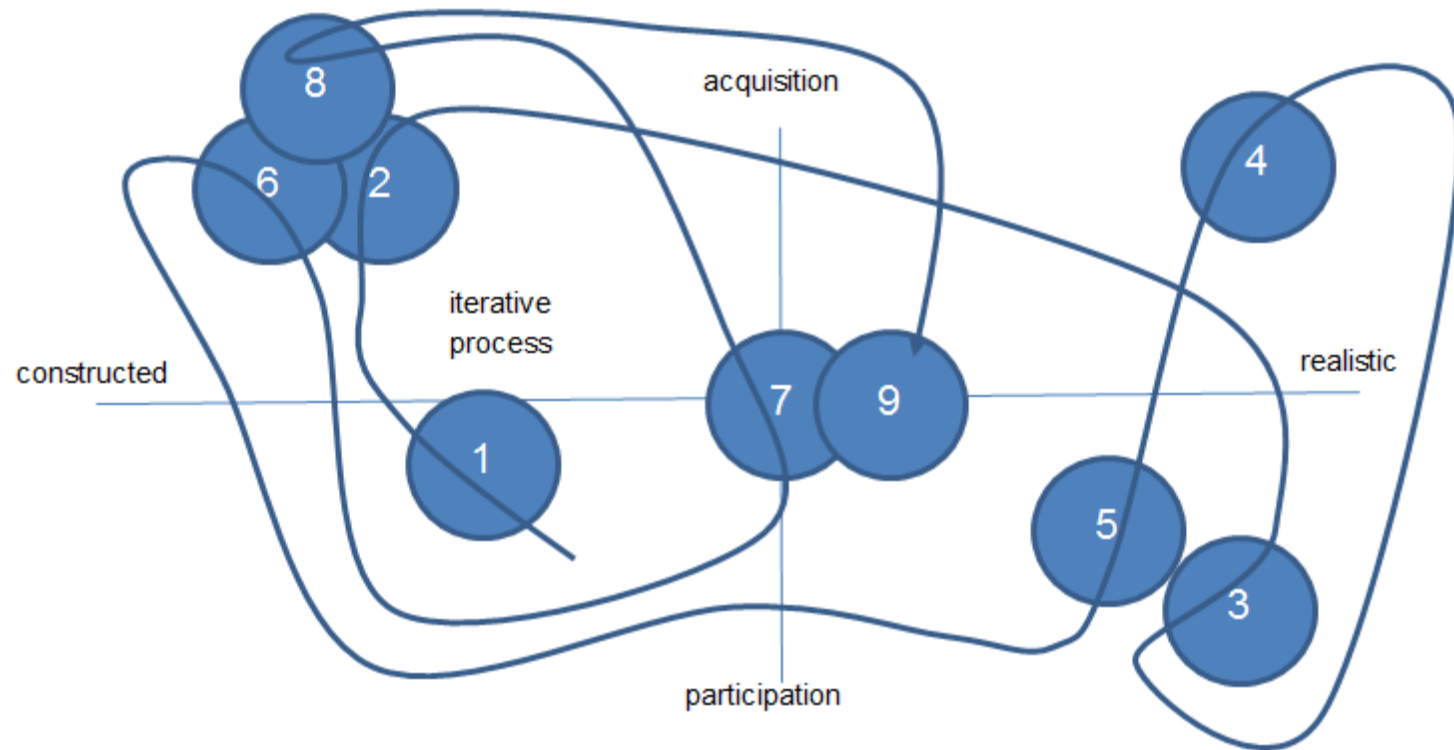 8
acquisition
4
6
2
iterative
process
constructed
realistic
7
9
1
5
3
participation